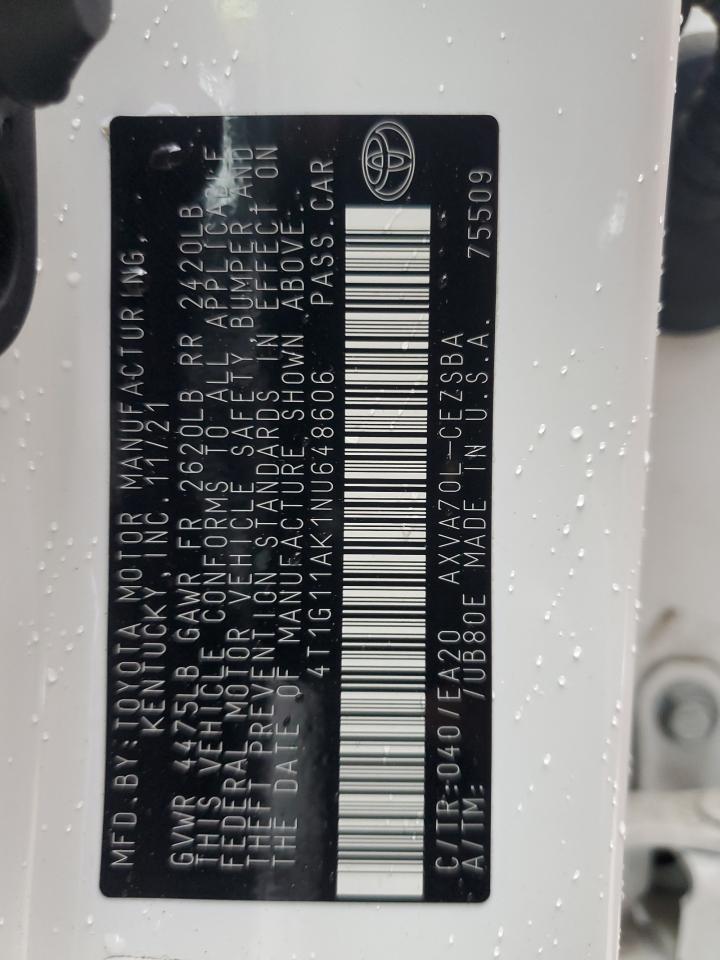 MFD.BY:TOYOTA MOTOR MANUFACTURING,
KENTUCKY, INC. 11/21
GVWR 4475LB GAWR FR 2620LB RR 2420LB
THIS VEHICLE CONFORMS TO ALL APPLICABLE
FEDERAL MOTOR VEHICLE SAFETY, BUMPER AND
THEFT PREVENTION STANDARDS IN EFFECT ON
THE DATE OF MANUFACTURE SHOWN ABOVE.
4T1G11AK1NU648606 PASS.CAR
C/TR:040/EA20 AXVA70L-CEZSBA 75509
A/TM: /UB80E MADE IN U.S.A.